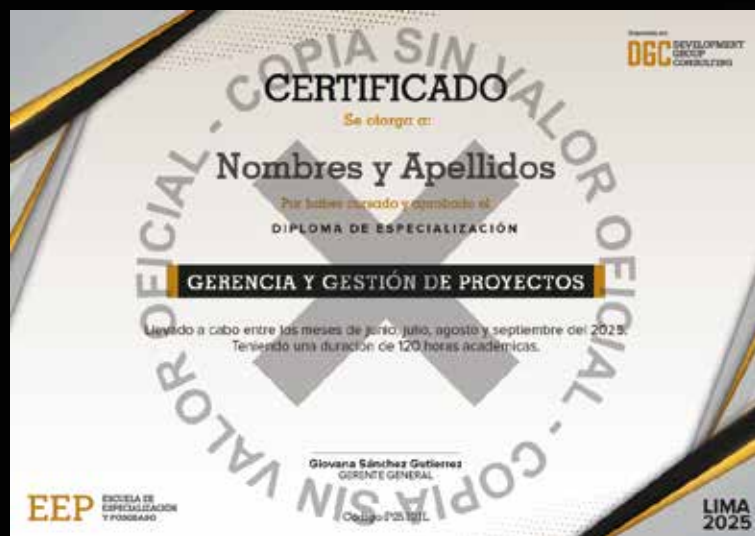 DGC DEVELOPMENT
GROUP
CONSULTING
CERTIFICADO
Se otorga a:
Nombres y Apellidos
Por haber cursado y aprobado el
DIPLOMA DE ESPECIALIZACIÓN
GERENCIA Y GESTIÓN DE PROYECTOS
Llevado a cabo entre los meses de junio, julio, agosto y septiembre del 2025.
Teniendo una duración de 120 horas académicas.
COPIA SIN VALOR OFICIAL - COPIA SIN VALOR OFICIAL -
Giovana Sánchez Gutierrez
GERENTE GENERAL
EEP ESCUELA DE
ESPECIALIZACIÓN
Y POSGRADO
LIMA
2025